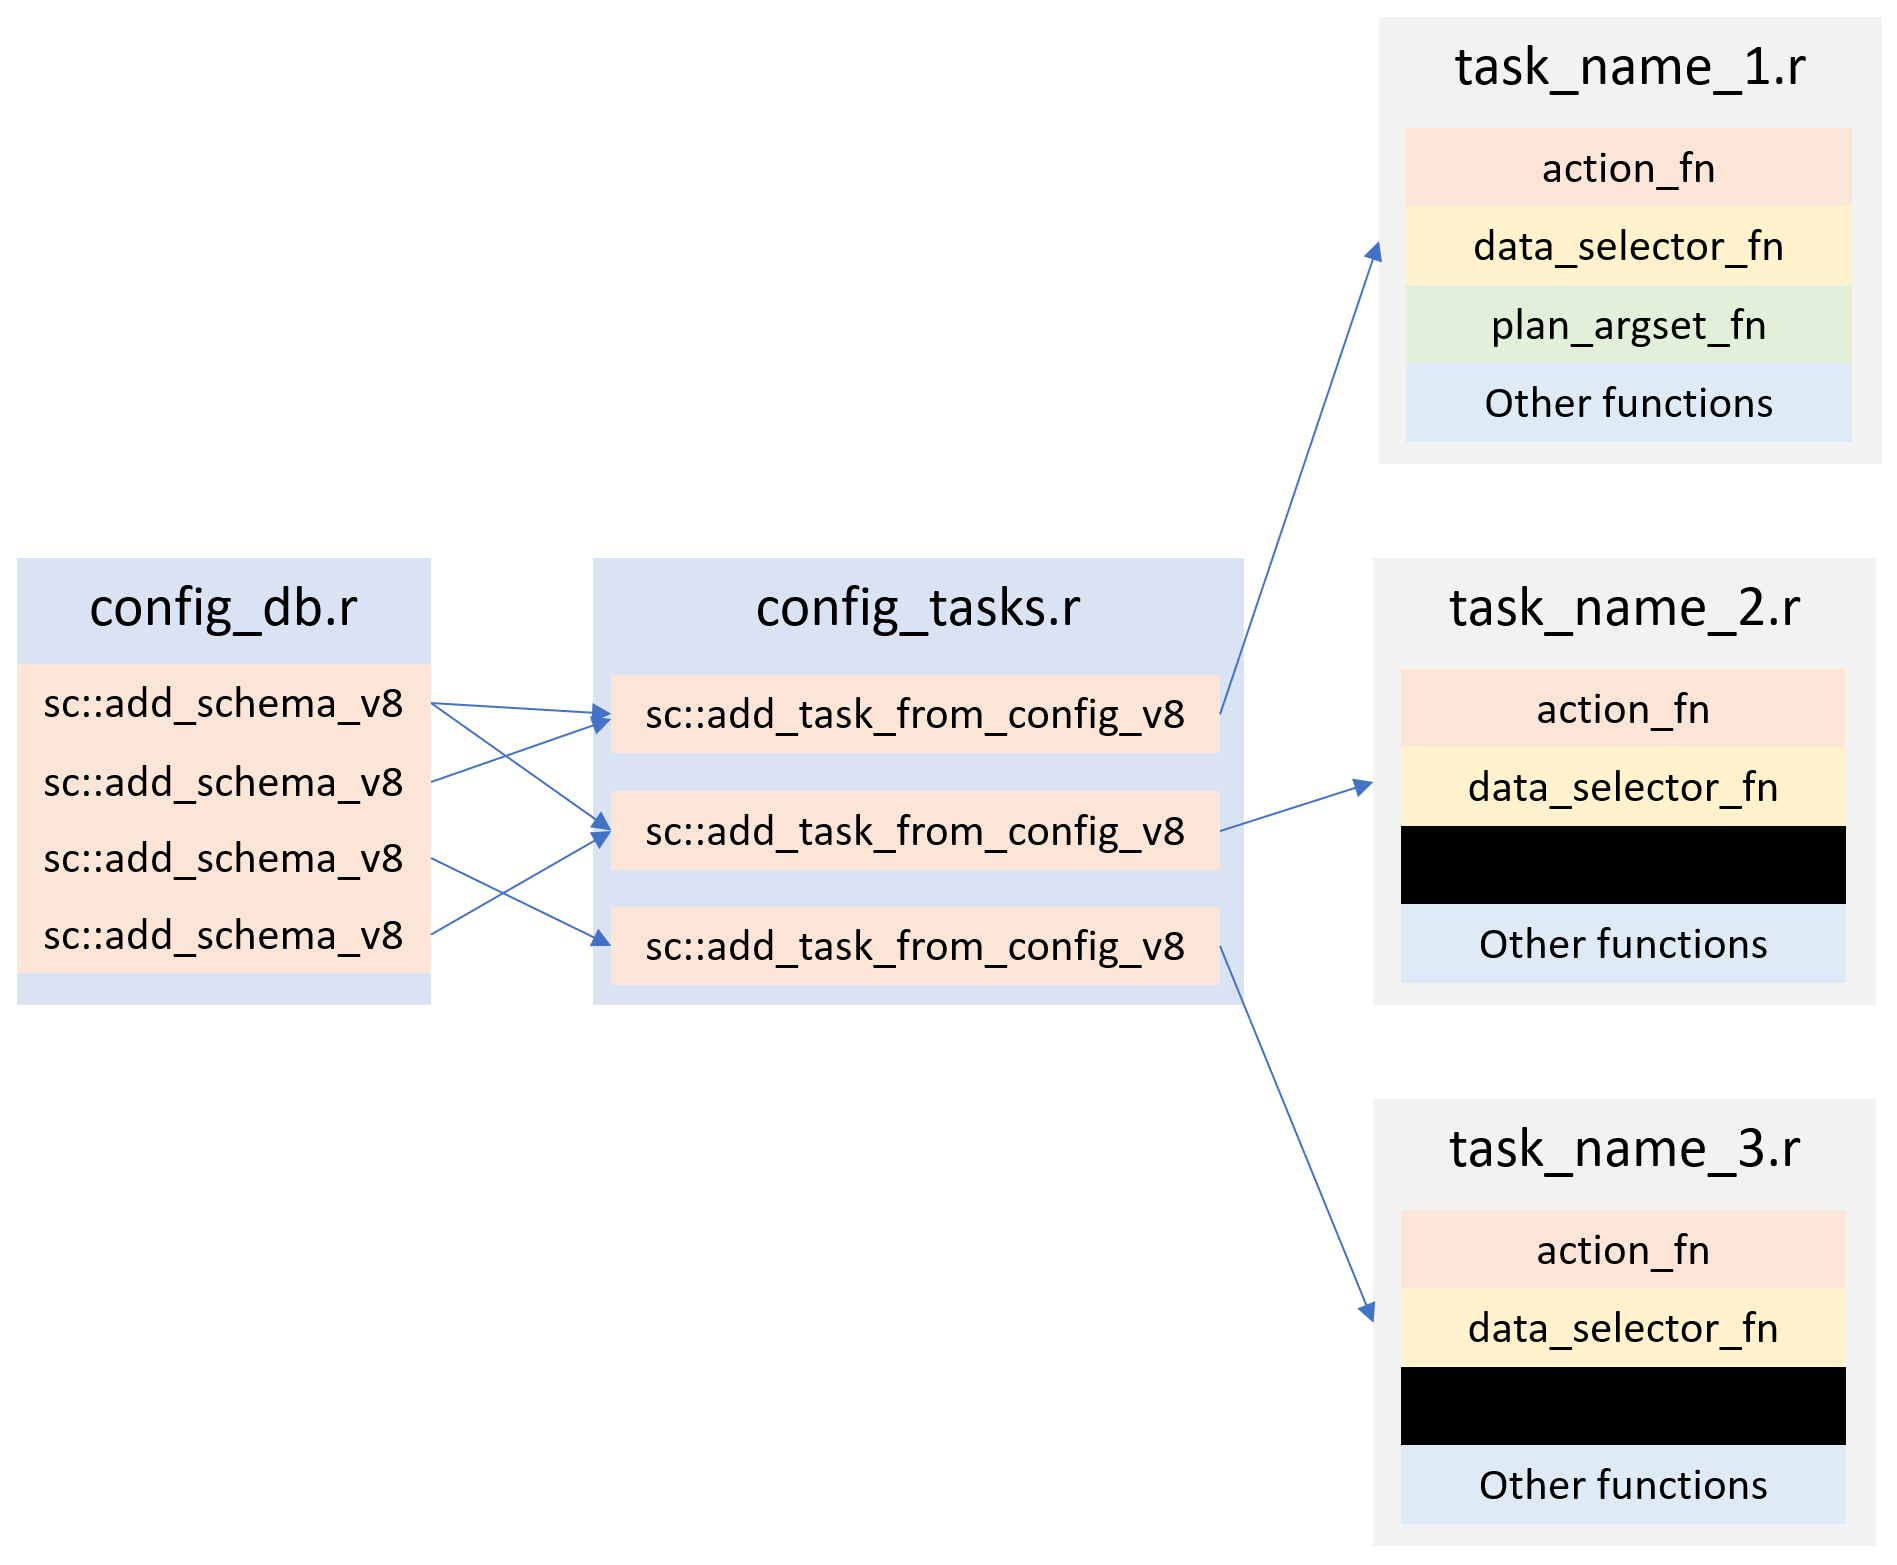 config_db.r
sc::add_schema_v8
sc::add_schema_v8
sc::add_schema_v8
sc::add_schema_v8
config_tasks.r
sc::add_task_from_config_v8
sc::add_task_from_config_v8
sc::add_task_from_config_v8
task_name_1.r
action_fn
data_selector_fn
plan_argset_fn
Other functions
task_name_2.r
action_fn
data_selector_fn
Other functions
task_name_3.r
action_fn
data_selector_fn
Other functions